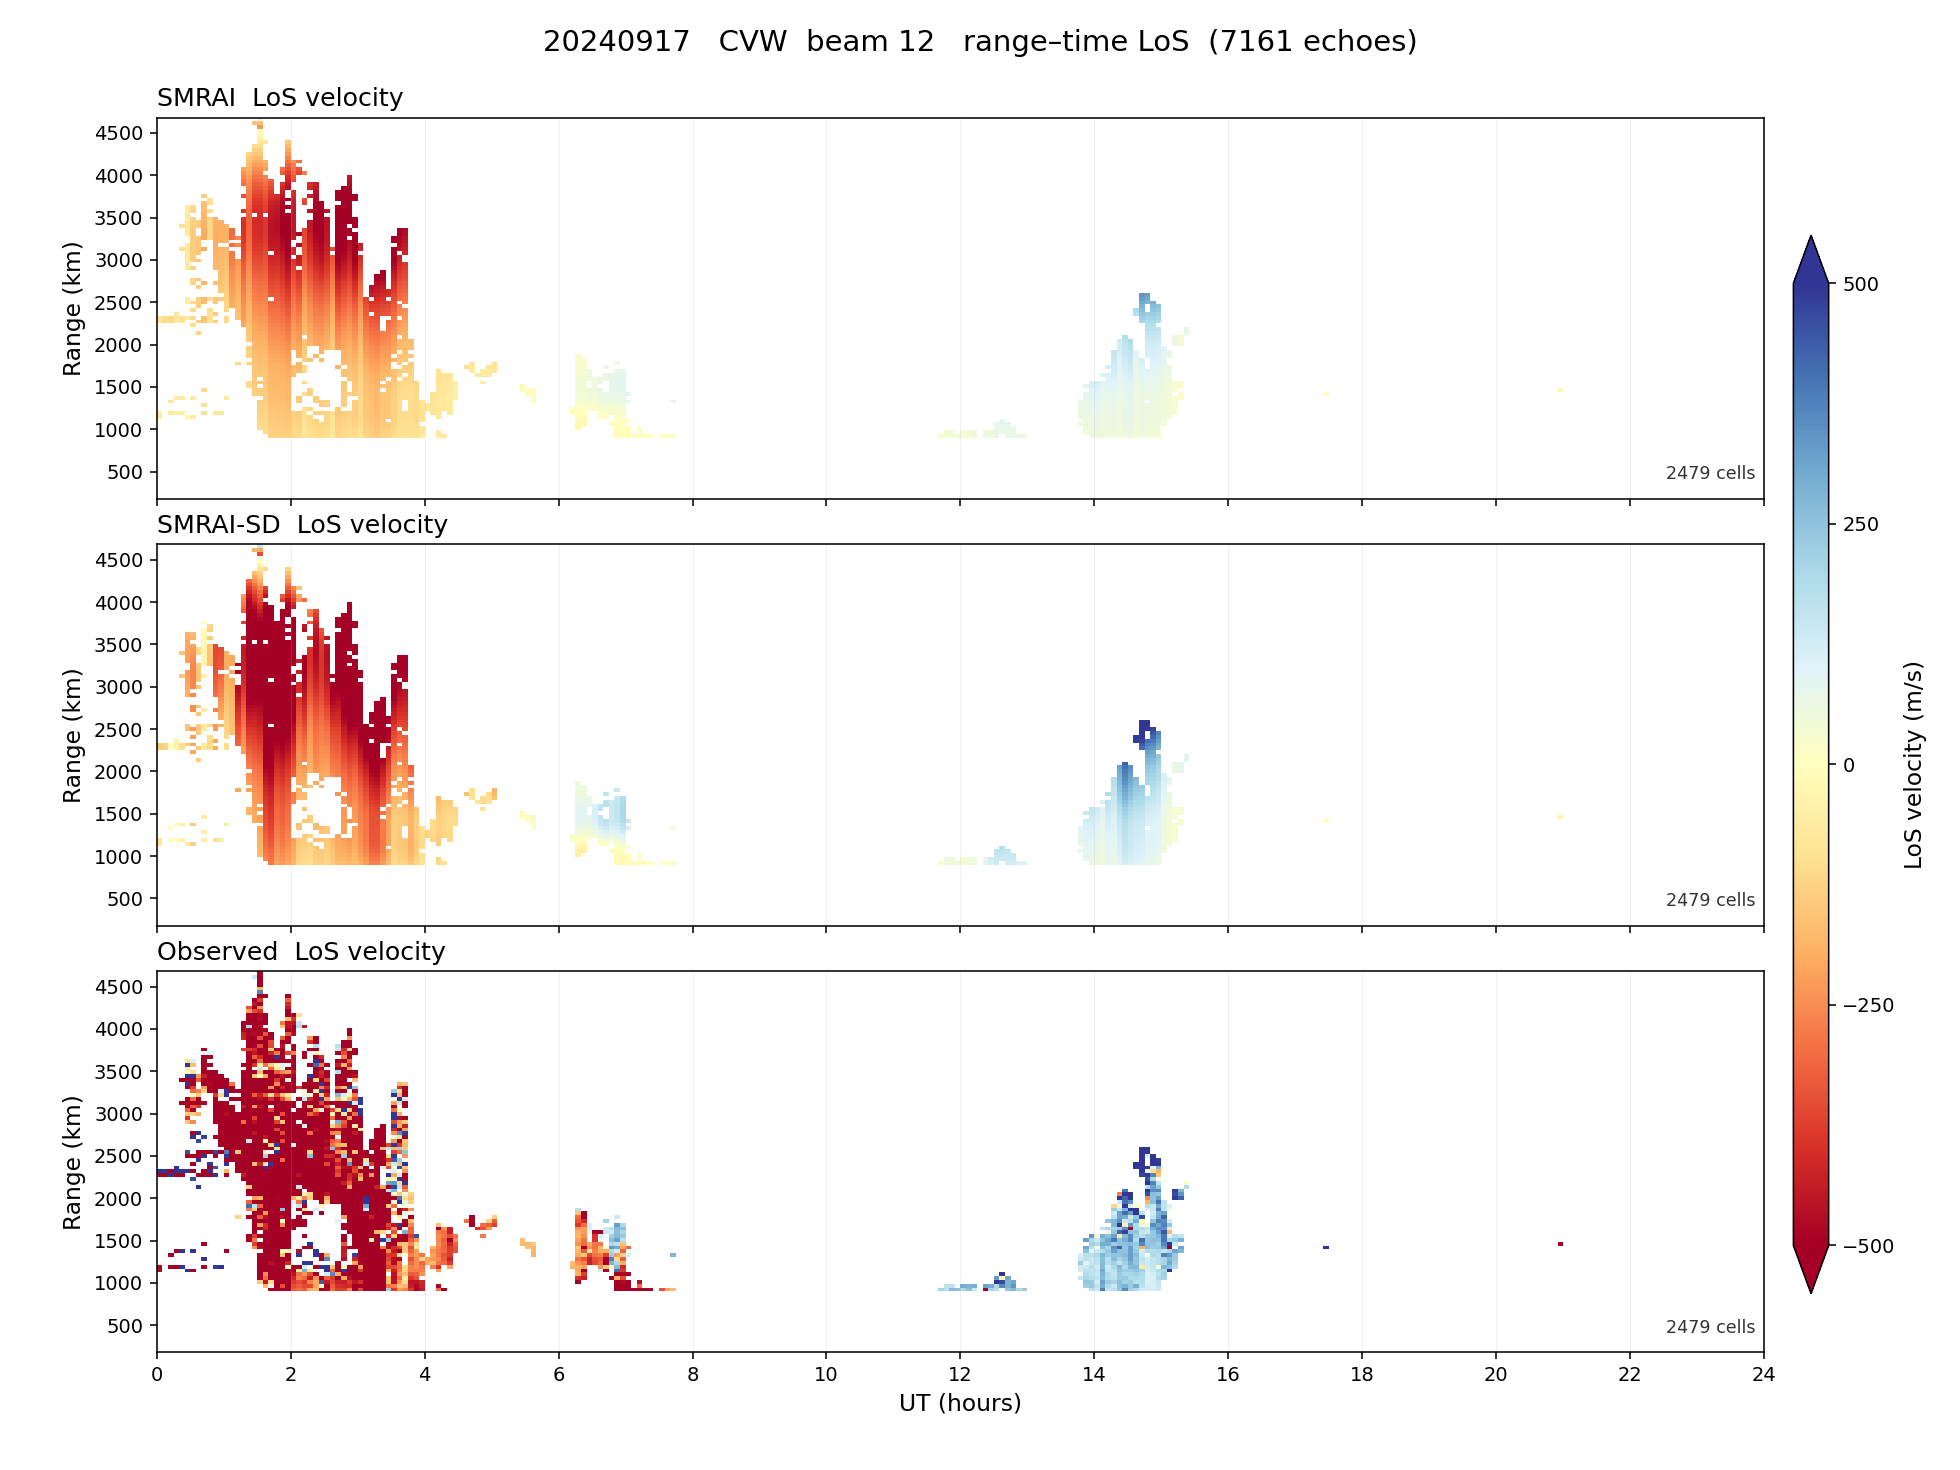 20240917   CVW  beam 12   range–time LoS  (7161 echoes)
SMRAI  LoS velocity
4500
4000
3500
3000
2500
2000
1500
1000
500
Range (km)
2479 cells
SMRAI-SD  LoS velocity
4500
4000
3500
3000
2500
2000
1500
1000
500
Range (km)
2479 cells
Observed  LoS velocity
4500
4000
3500
3000
2500
2000
1500
1000
500
Range (km)
2479 cells
0 2 4 6 8 10 12 14 16 18 20 22 24
UT (hours)
500
250
0
−250
−500
LoS velocity (m/s)